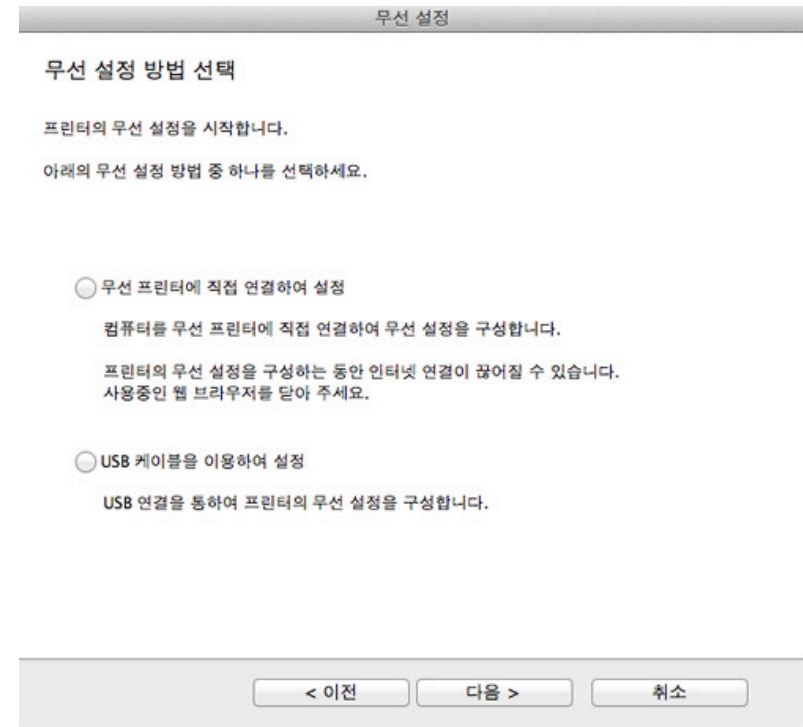 무선 설정
무선 설정 방법 선택
프린터의 무선 설정을 시작합니다.
아래의 무선 설정 방법 중 하나를 선택하세요.
무선 프린터에 직접 연결하여 설정
컴퓨터를 무선 프린터에 직접 연결하여 무선 설정을 구성합니다.
프린터의 무선 설정을 구성하는 동안 인터넷 연결이 끊어질 수 있습니다.
사용중인 웹 브라우저를 닫아 주세요.
USB 케이블을 이용하여 설정
USB 연결을 통하여 프린터의 무선 설정을 구성합니다.
< 이전 다음 > 취소